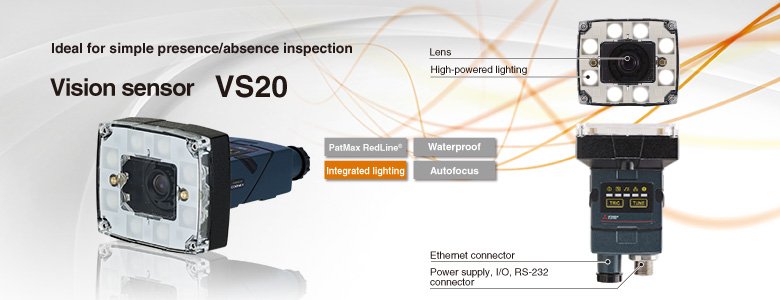 Ideal for simple presence/absence inspection
Vision sensor VS20
PatMax RedLine®
Waterproof
Integrated lighting
Autofocus
Lens
High-powered lighting
TRIG
TUNE
Ethernet connector
Power supply, I/O, RS-232
connector